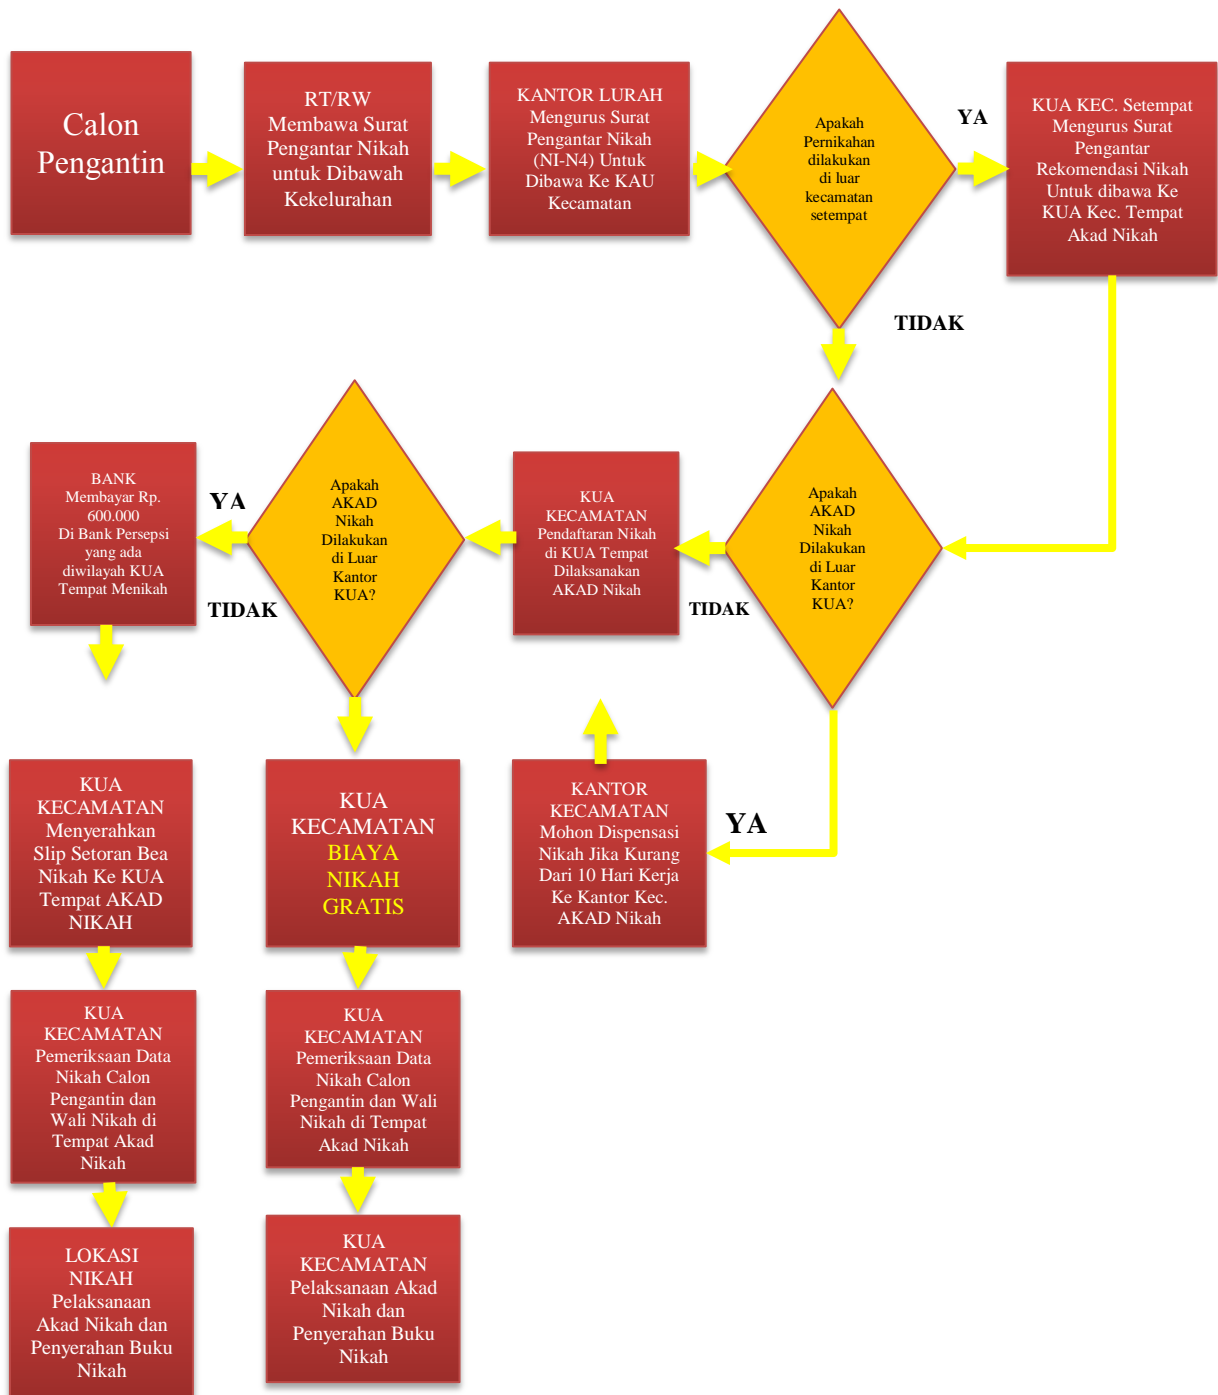 Calon
Pengantin
RT/RW
Membawa Surat
Pengantar Nikah
untuk Dibawah
Kekelurahan
KANTOR LURAH
Mengurus Surat
Pengantar Nikah
(NI-N4) Untuk
Dibawa Ke KAU
Kecamatan
Apakah
Pernikahan
dilakukan
di luar
kecamatan
setempat
YA
KUA KEC. Setempat
Mengurus Surat
Pengantar
Rekomendasi Nikah
Untuk dibawa Ke
KUA Kec. Tempat
Akad Nikah
TIDAK
Apakah
AKAD
Nikah
Dilakukan
di Luar
Kantor
KUA?
TIDAK
YA
KANTOR
KECAMATAN
Mohon Dispensasi
Nikah Jika Kurang
Dari 10 Hari Kerja
Ke Kantor Kec.
AKAD Nikah
KUA
KECAMATAN
Pendaftaran Nikah
di KUA Tempat
Dilaksanakan
AKAD Nikah
Apakah
AKAD
Nikah
Dilakukan
di Luar
Kantor
KUA?
YA
TIDAK
BANK
Membayar Rp.
600.000
Di Bank Persepsi
yang ada
diwilayah KUA
Tempat Menikah
KUA
KECAMATAN
Menyerahkan
Slip Setoran Bea
Nikah Ke KUA
Tempat AKAD
NIKAH
KUA
KECAMATAN
Pemeriksaan Data
Nikah Calon
Pengantin dan
Wali Nikah di
Tempat Akad
Nikah
LOKASI
NIKAH
Pelaksanaan
Akad Nikah dan
Penyerahan Buku
Nikah
KUA
KECAMATAN
BIAYA
NIKAH
GRATIS
KUA
KECAMATAN
Pemeriksaan Data
Nikah Calon
Pengantin dan Wali
Nikah di Tempat
Akad Nikah
KUA
KECAMATAN
Pelaksanaan Akad
Nikah dan
Penyerahan Buku
Nikah